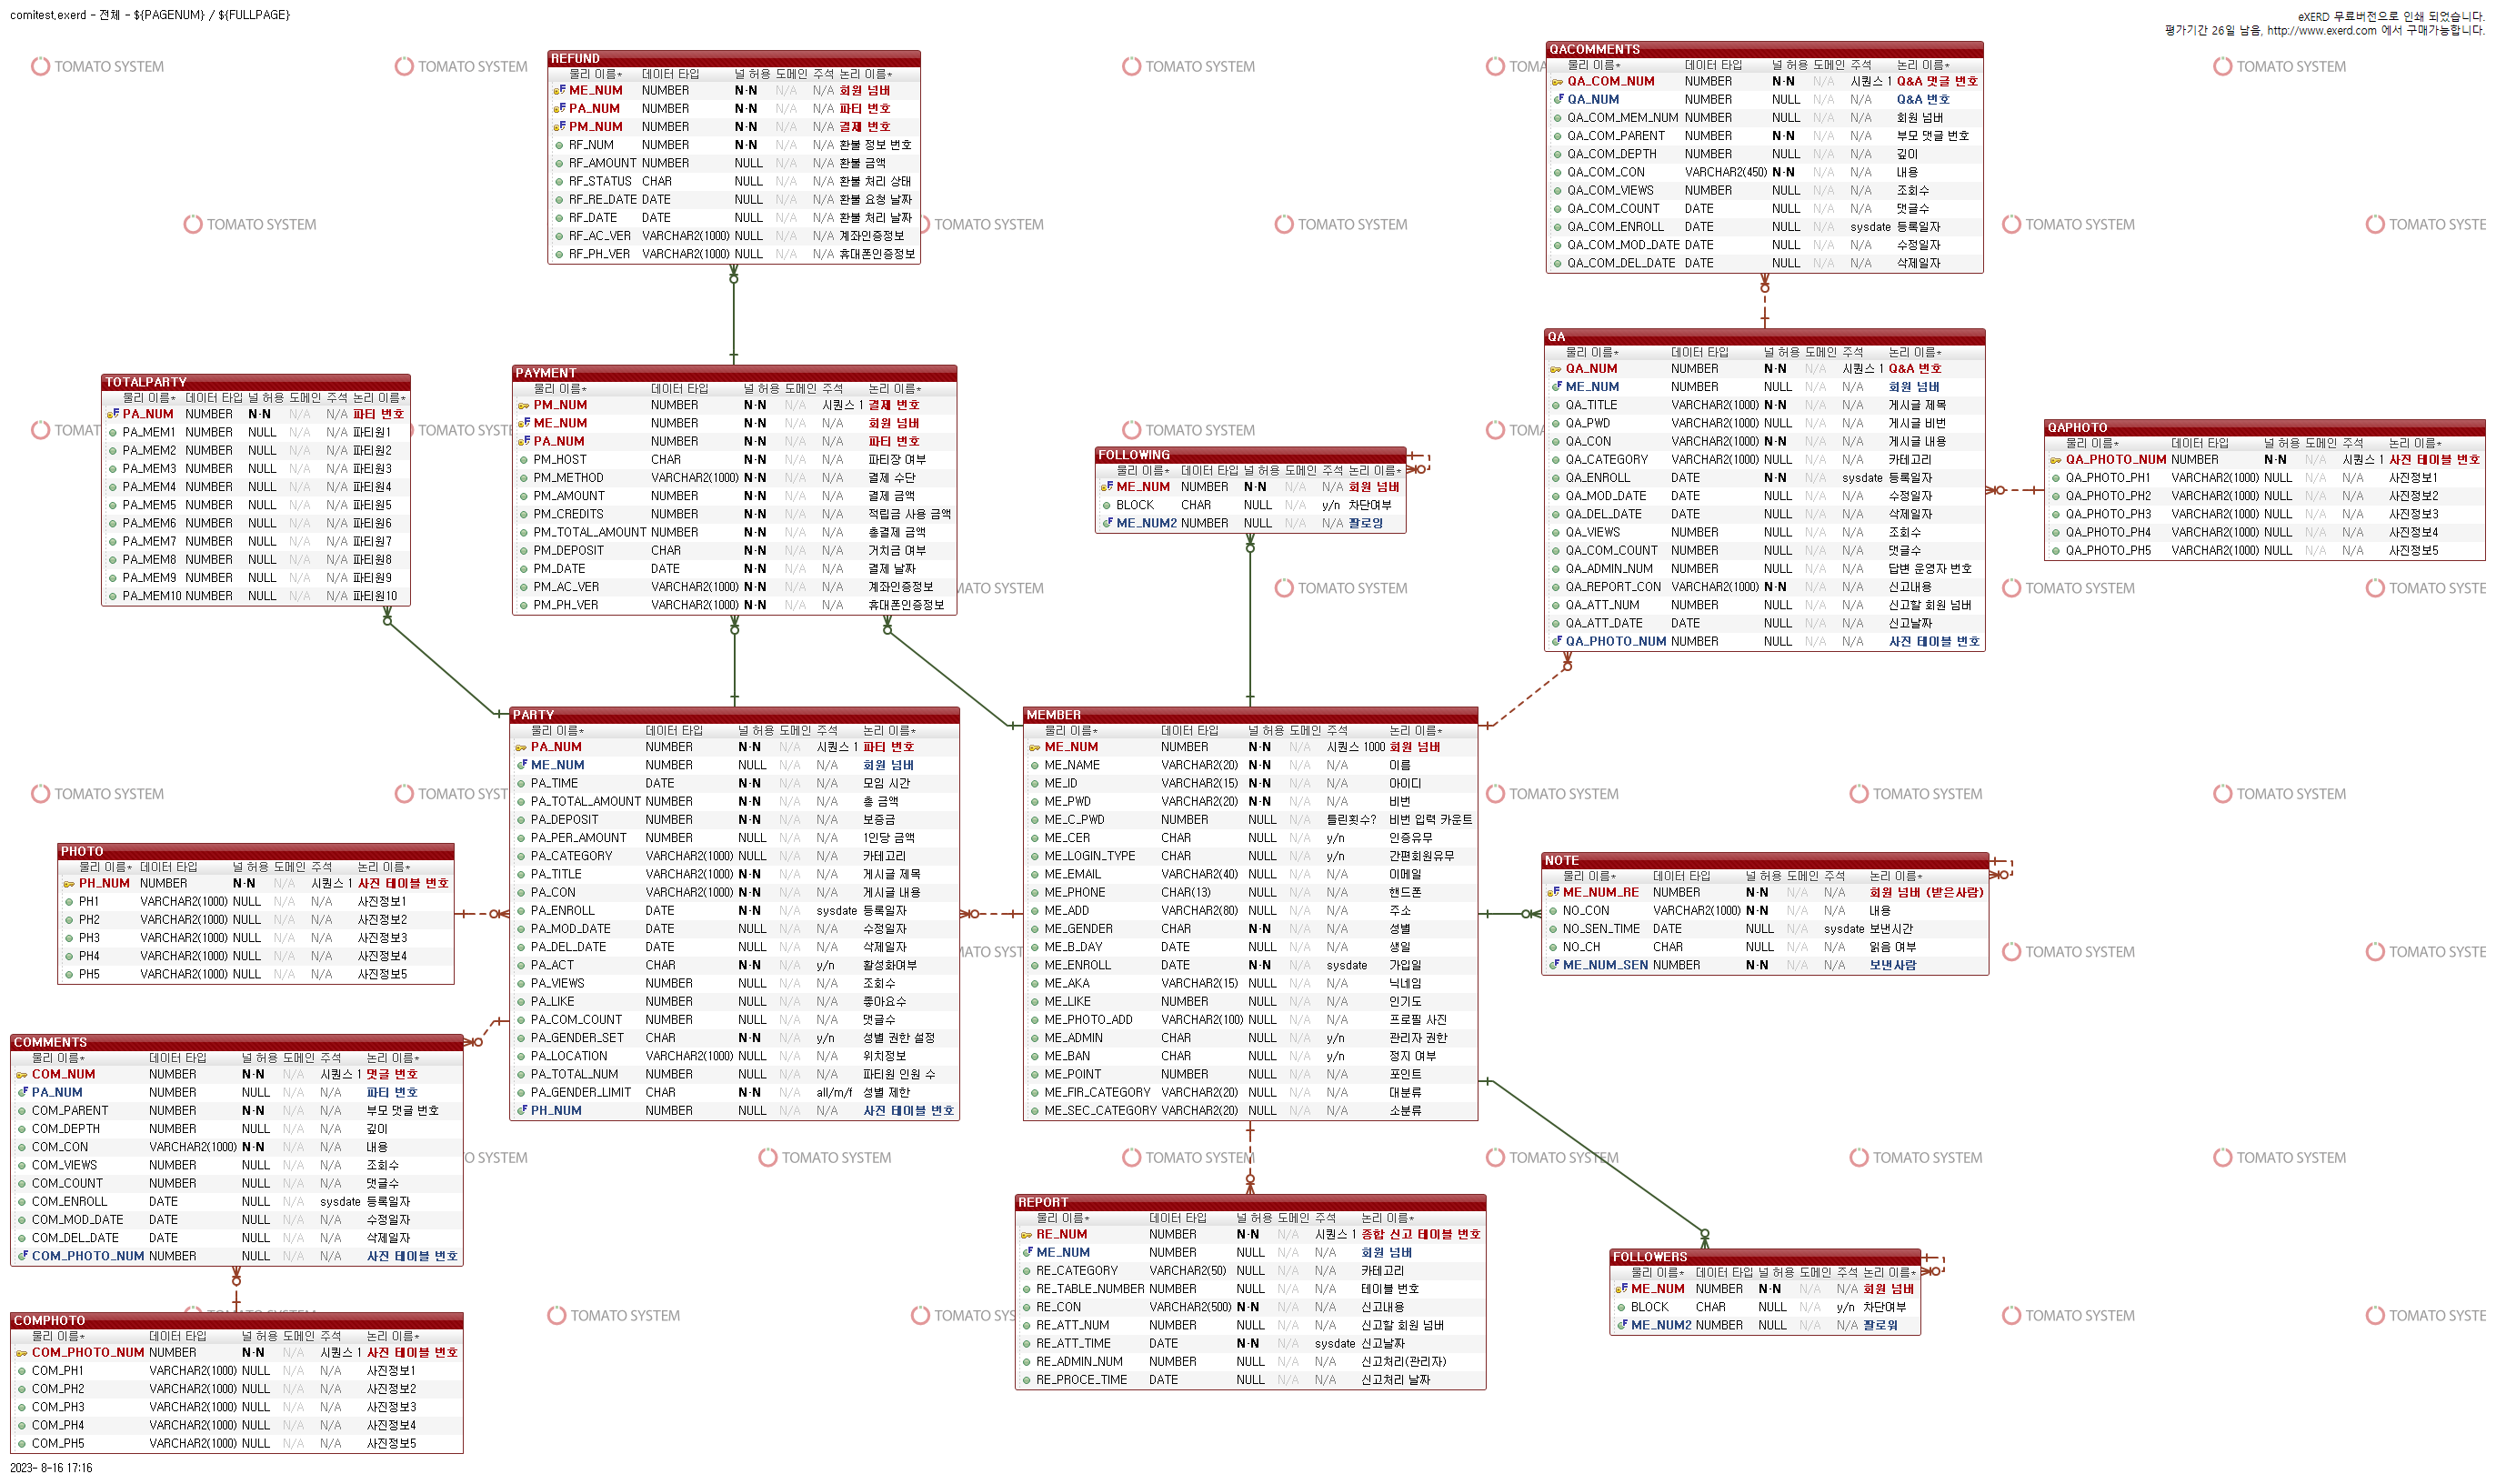 comitest.exerd - 전체 - ${PAGENUM} / ${FULLPAGE}
eXERD 무료버전으로 인쇄 되었습니다.
평가기간 26일 남음, http://www.exerd.com 에서 구매가능합니다.
REFUND
물리 이름* 데이터 타입 널 허용 도메인 주석 논리 이름*
ME_NUM NUMBER N-N N/A N/A 회원 넘버
PA_NUM NUMBER N-N N/A N/A 파티 번호
PM_NUM NUMBER N-N N/A N/A 결제 번호
RF_NUM NUMBER N-N N/A N/A 환불 정보 번호
RF_AMOUNT NUMBER NULL N/A N/A 환불 금액
RF_STATUS CHAR NULL N/A N/A 환불 처리 상태
RF_RE_DATE DATE NULL N/A N/A 환불 요청 날짜
RF_DATE DATE NULL N/A N/A 환불 처리 날짜
RF_AC_VER VARCHAR2(1000) NULL N/A N/A 계좌인증정보
RF_PH_VER VARCHAR2(1000) NULL N/A N/A 휴대폰인증정보
QACOMMENTS
물리 이름* 데이터 타입 널 허용 도메인 주석 논리 이름*
QA_COM_NUM NUMBER N-N N/A 시퀀스 1 Q&A 댓글 번호
QA_NUM NUMBER NULL N/A N/A Q&A 번호
QA_COM_MEM_NUM NUMBER NULL N/A N/A 회원 넘버
QA_COM_PARENT NUMBER N-N N/A N/A 부모 댓글 번호
QA_COM_DEPTH NUMBER NULL N/A N/A 깊이
QA_COM_CON VARCHAR2(450) N-N N/A N/A 내용
QA_COM_VIEWS NUMBER NULL N/A N/A 조회수
QA_COM_COUNT DATE NULL N/A N/A 댓글수
QA_COM_ENROLL DATE NULL N/A sysdate 등록일자
QA_COM_MOD_DATE DATE NULL N/A N/A 수정일자
QA_COM_DEL_DATE DATE NULL N/A N/A 삭제일자
TOTALPARTY
물리 이름* 데이터 타입 널 허용 도메인 주석 논리 이름*
PA_NUM NUMBER N-N N/A N/A 파티 번호
PA_MEM1 NUMBER NULL N/A N/A 파티원1
PA_MEM2 NUMBER NULL N/A N/A 파티원2
PA_MEM3 NUMBER NULL N/A N/A 파티원3
PA_MEM4 NUMBER NULL N/A N/A 파티원4
PA_MEM5 NUMBER NULL N/A N/A 파티원5
PA_MEM6 NUMBER NULL N/A N/A 파티원6
PA_MEM7 NUMBER NULL N/A N/A 파티원7
PA_MEM8 NUMBER NULL N/A N/A 파티원8
PA_MEM9 NUMBER NULL N/A N/A 파티원9
PA_MEM10 NUMBER NULL N/A N/A 파티원10
PAYMENT
물리 이름* 데이터 타입 널 허용 도메인 주석 논리 이름*
PM_NUM NUMBER N-N N/A 시퀀스 1 결제 번호
ME_NUM NUMBER N-N N/A N/A 회원 넘버
PA_NUM NUMBER N-N N/A N/A 파티 번호
PM_HOST CHAR N-N N/A N/A 파티장 여부
PM_METHOD VARCHAR2(1000) N-N N/A N/A 결제 수단
PM_AMOUNT NUMBER N-N N/A N/A 결제 금액
PM_CREDITS NUMBER N-N N/A N/A 적립금 사용 금액
PM_TOTAL_AMOUNT NUMBER N-N N/A N/A 총결제 금액
PM_DEPOSIT CHAR N-N N/A N/A 거치금 여부
PM_DATE DATE N-N N/A N/A 결제 날짜
PM_AC_VER VARCHAR2(1000) N-N N/A N/A 계좌인증정보
PM_PH_VER VARCHAR2(1000) N-N N/A N/A 휴대폰인증정보
FOLLOWING
물리 이름* 데이터 타입 널 허용 도메인 주석 논리 이름*
ME_NUM NUMBER N-N N/A N/A 회원 넘버
BLOCK CHAR NULL N/A y/n 차단여부
ME_NUM2 NUMBER NULL N/A N/A 팔로잉
QA
물리 이름* 데이터 타입 널 허용 도메인 주석 논리 이름*
QA_NUM NUMBER N-N N/A 시퀀스 1 Q&A 번호
ME_NUM NUMBER NULL N/A N/A 회원 넘버
QA_TITLE VARCHAR2(1000) N-N N/A N/A 게시글 제목
QA_PWD VARCHAR2(1000) NULL N/A N/A 게시글 비번
QA_CON VARCHAR2(1000) N-N N/A N/A 게시글 내용
QA_CATEGORY VARCHAR2(1000) NULL N/A N/A 카테고리
QA_ENROLL DATE N-N N/A sysdate 등록일자
QA_MOD_DATE DATE NULL N/A N/A 수정일자
QA_DEL_DATE DATE NULL N/A N/A 삭제일자
QA_VIEWS NUMBER NULL N/A N/A 조회수
QA_COM_COUNT NUMBER NULL N/A N/A 댓글수
QA_ADMIN_NUM NUMBER NULL N/A N/A 답변 운영자 번호
QA_REPORT_CON VARCHAR2(1000) N-N N/A N/A 신고내용
QA_ATT_NUM NUMBER NULL N/A N/A 신고할 회원 넘버
QA_ATT_DATE DATE NULL N/A N/A 신고날짜
QA_PHOTO_NUM NUMBER NULL N/A N/A 사진 테이블 번호
QAPHOTO
물리 이름* 데이터 타입 널 허용 도메인 주석 논리 이름*
QA_PHOTO_NUM NUMBER N-N N/A 시퀀스 1 사진 테이블 번호
QA_PHOTO_PH1 VARCHAR2(1000) NULL N/A N/A 사진정보1
QA_PHOTO_PH2 VARCHAR2(1000) NULL N/A N/A 사진정보2
QA_PHOTO_PH3 VARCHAR2(1000) NULL N/A N/A 사진정보3
QA_PHOTO_PH4 VARCHAR2(1000) NULL N/A N/A 사진정보4
QA_PHOTO_PH5 VARCHAR2(1000) NULL N/A N/A 사진정보5
PARTY
물리 이름* 데이터 타입 널 허용 도메인 주석 논리 이름*
PA_NUM NUMBER N-N N/A 시퀀스 1 파티 번호
ME_NUM NUMBER NULL N/A N/A 회원 넘버
PA_TIME DATE N-N N/A N/A 모임 시간
PA_TOTAL_AMOUNT NUMBER N-N N/A N/A 총 금액
PA_DEPOSIT NUMBER N-N N/A N/A 보증금
PA_PER_AMOUNT NUMBER NULL N/A N/A 1인당 금액
PA_CATEGORY VARCHAR2(1000) NULL N/A N/A 카테고리
PA_TITLE VARCHAR2(1000) N-N N/A N/A 게시글 제목
PA_CON VARCHAR2(1000) N-N N/A N/A 게시글 내용
PA_ENROLL DATE N-N N/A sysdate 등록일자
PA_MOD_DATE DATE NULL N/A N/A 수정일자
PA_DEL_DATE DATE NULL N/A N/A 삭제일자
PA_ACT CHAR N-N N/A y/n 활성화여부
PA_VIEWS NUMBER NULL N/A N/A 조회수
PA_LIKE NUMBER NULL N/A N/A 좋아요수
PA_COM_COUNT NUMBER NULL N/A N/A 댓글수
PA_GENDER_SET CHAR N-N N/A y/n 성별 권한 설정
PA_LOCATION VARCHAR2(1000) NULL N/A N/A 위치정보
PA_TOTAL_NUM NUMBER NULL N/A N/A 파티원 인원 수
PA_GENDER_LIMIT CHAR N-N N/A all/m/f 성별 제한
PH_NUM NUMBER NULL N/A N/A 사진 테이블 번호
MEMBER
물리 이름* 데이터 타입 널 허용 도메인 주석 논리 이름*
ME_NUM NUMBER N-N N/A 시퀀스 1000 회원 넘버
ME_NAME VARCHAR2(20) N-N N/A N/A 이름
ME_ID VARCHAR2(15) N-N N/A N/A 아이디
ME_PWD VARCHAR2(20) N-N N/A N/A 비번
ME_C_PWD NUMBER NULL N/A 틀린횟수? 비번 입력 카운트
ME_CER CHAR NULL N/A y/n 인증유무
ME_LOGIN_TYPE CHAR NULL N/A y/n 간편회원유무
ME_EMAIL VARCHAR2(40) NULL N/A N/A 이메일
ME_PHONE CHAR(13) NULL N/A N/A 핸드폰
ME_ADD VARCHAR2(80) NULL N/A N/A 주소
ME_GENDER CHAR N-N N/A N/A 성별
ME_B_DAY DATE NULL N/A N/A 생일
ME_ENROLL DATE N-N N/A sysdate 가입일
ME_AKA VARCHAR2(15) NULL N/A N/A 닉네임
ME_LIKE NUMBER NULL N/A N/A 인기도
ME_PHOTO_ADD VARCHAR2(100) NULL N/A N/A 프로필 사진
ME_ADMIN CHAR NULL N/A y/n 관리자 권한
ME_BAN CHAR NULL N/A y/n 정지 여부
ME_POINT NUMBER NULL N/A N/A 포인트
ME_FIR_CATEGORY VARCHAR2(20) NULL N/A N/A 대분류
ME_SEC_CATEGORY VARCHAR2(20) NULL N/A N/A 소분류
PHOTO
물리 이름* 데이터 타입 널 허용 도메인 주석 논리 이름*
PH_NUM NUMBER N-N N/A 시퀀스 1 사진 테이블 번호
PH1 VARCHAR2(1000) NULL N/A N/A 사진정보1
PH2 VARCHAR2(1000) NULL N/A N/A 사진정보2
PH3 VARCHAR2(1000) NULL N/A N/A 사진정보3
PH4 VARCHAR2(1000) NULL N/A N/A 사진정보4
PH5 VARCHAR2(1000) NULL N/A N/A 사진정보5
NOTE
물리 이름* 데이터 타입 널 허용 도메인 주석 논리 이름*
ME_NUM_RE NUMBER N-N N/A N/A 회원 넘버 (받은사람)
NO_CON VARCHAR2(1000) N-N N/A N/A 내용
NO_SEN_TIME DATE NULL N/A sysdate 보낸시간
NO_CH CHAR NULL N/A N/A 읽음 여부
ME_NUM_SEN NUMBER N-N N/A N/A 보낸사람
COMMENTS
물리 이름* 데이터 타입 널 허용 도메인 주석 논리 이름*
COM_NUM NUMBER N-N N/A 시퀀스 1 댓글 번호
PA_NUM NUMBER NULL N/A N/A 파티 번호
COM_PARENT NUMBER N-N N/A N/A 부모 댓글 번호
COM_DEPTH NUMBER NULL N/A N/A 깊이
COM_CON VARCHAR2(1000) N-N N/A N/A 내용
COM_VIEWS NUMBER NULL N/A N/A 조회수
COM_COUNT NUMBER NULL N/A N/A 댓글수
COM_ENROLL DATE NULL N/A sysdate 등록일자
COM_MOD_DATE DATE NULL N/A N/A 수정일자
COM_DEL_DATE DATE NULL N/A N/A 삭제일자
COM_PHOTO_NUM NUMBER NULL N/A N/A 사진 테이블 번호
REPORT
물리 이름* 데이터 타입 널 허용 도메인 주석 논리 이름*
RE_NUM NUMBER N-N N/A 시퀀스 1 종합 신고 테이블 번호
ME_NUM NUMBER NULL N/A N/A 회원 넘버
RE_CATEGORY VARCHAR2(50) NULL N/A N/A 카테고리
RE_TABLE_NUMBER NUMBER NULL N/A N/A 테이블 번호
RE_CON VARCHAR2(500) N-N N/A N/A 신고내용
RE_ATT_NUM NUMBER NULL N/A N/A 신고할 회원 넘버
RE_ATT_TIME DATE N-N N/A sysdate 신고날짜
RE_ADMIN_NUM NUMBER NULL N/A N/A 신고처리(관리자)
RE_PROCE_TIME DATE NULL N/A N/A 신고처리 날짜
FOLLOWERS
물리 이름* 데이터 타입 널 허용 도메인 주석 논리 이름*
ME_NUM NUMBER N-N N/A N/A 회원 넘버
BLOCK CHAR NULL N/A y/n 차단여부
ME_NUM2 NUMBER NULL N/A N/A 팔로워
COMPHOTO
물리 이름* 데이터 타입 널 허용 도메인 주석 논리 이름*
COM_PHOTO_NUM NUMBER N-N N/A 시퀀스 1 사진 테이블 번호
COM_PH1 VARCHAR2(1000) NULL N/A N/A 사진정보1
COM_PH2 VARCHAR2(1000) NULL N/A N/A 사진정보2
COM_PH3 VARCHAR2(1000) NULL N/A N/A 사진정보3
COM_PH4 VARCHAR2(1000) NULL N/A N/A 사진정보4
COM_PH5 VARCHAR2(1000) NULL N/A N/A 사진정보5
2023- 8-16 17:16